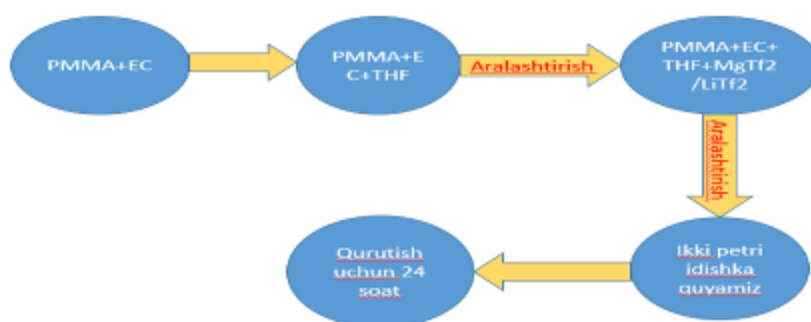 PMMA+EC
PMMA+E
C+THF
Aralashtirish
PMMA+EC+
THF+MgTf2
/LiTf2
Aralashtirish
Ikki petri
idishka
quyamiz
Qurutish
uchun 24
soat